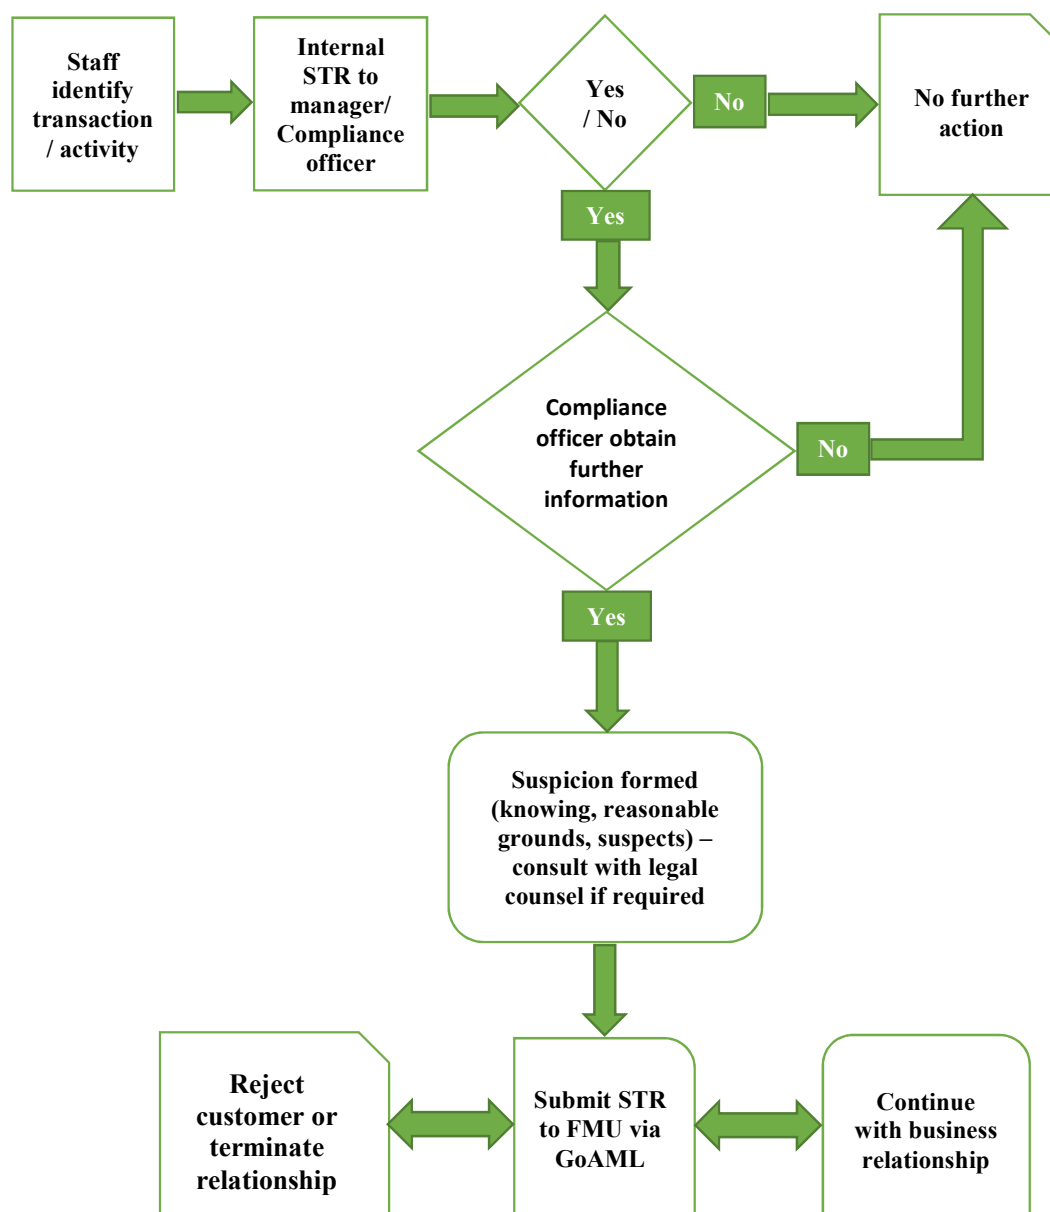 Staff
identify
transaction
/ activity
Internal
STR to
manager/
Compliance
officer
Yes
/ No
No
No further
action
Yes
Compliance
officer obtain
further
information
No
Yes
Suspicion formed
(knowing, reasonable
grounds, suspects) –
consult with legal
counsel if required
Reject
customer or
terminate
relationship
Submit STR
to FMU via
GoAML
Continue
with business
relationship